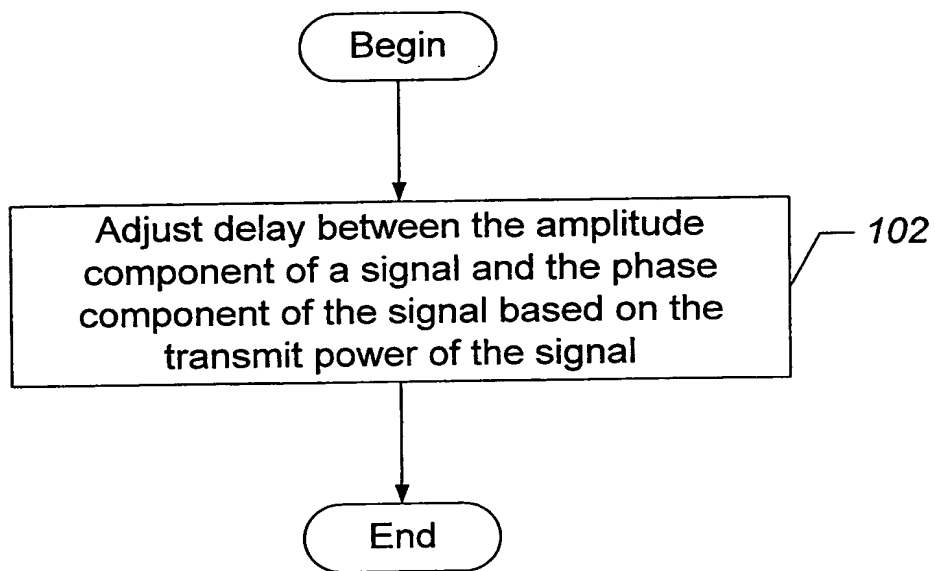 Begin
Adjust delay between the amplitude
component of a signal and the phase
component of the signal based on the
transmit power of the signal
102
End